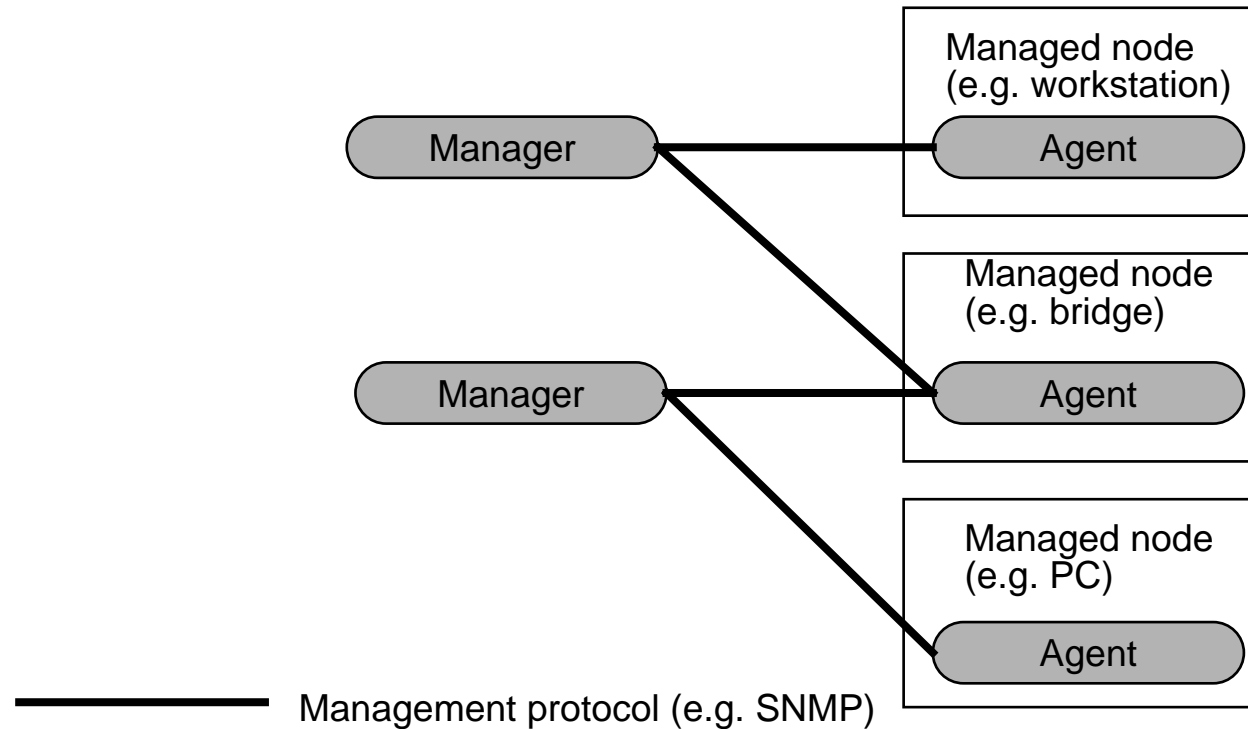 Managed node
(e.g. workstation)
Manager
Agent
Managed node
(e.g. bridge)
Manager
Agent
Managed node
(e.g. PC)
Agent
Management protocol (e.g. SNMP)